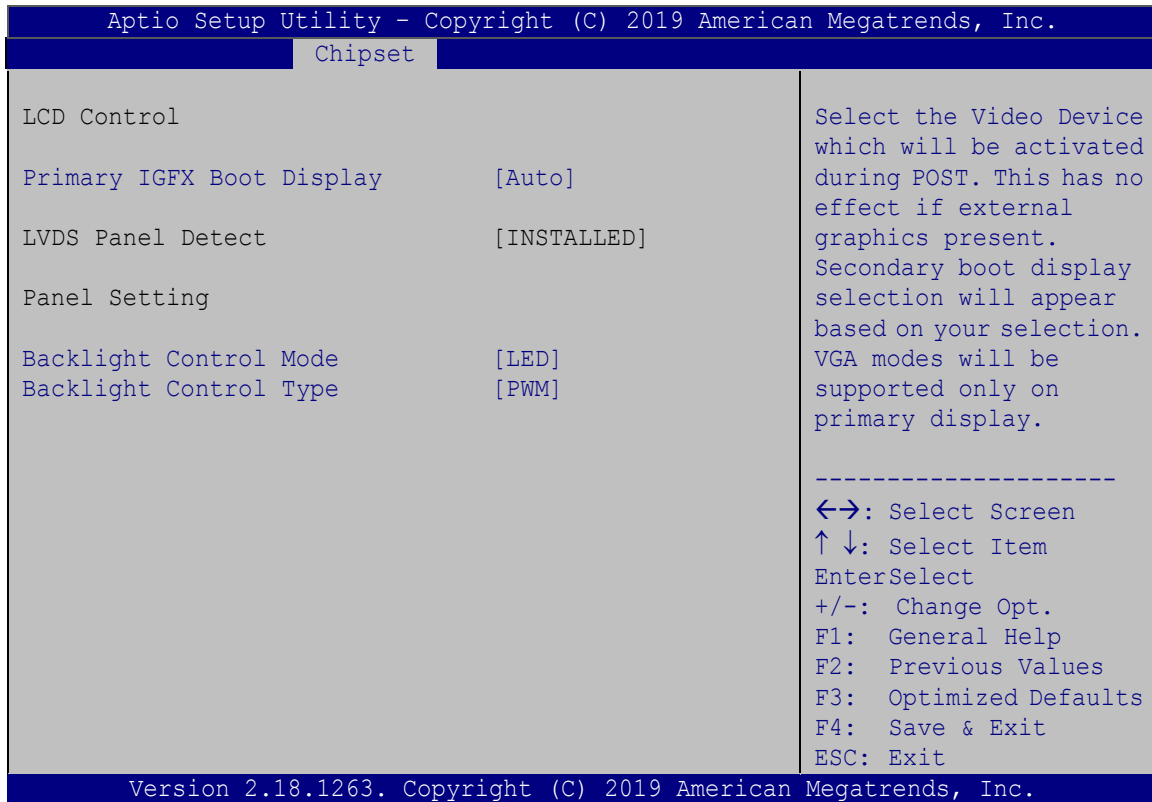 Aptio Setup Utility – Copyright (C) 2019 American Megatrends, Inc.
Chipset
LCD Control
Primary IGFX Boot Display [Auto]
LVDS Panel Detect [INSTALLED]
Panel Setting
Backlight Control Mode [LED]
Backlight Control Type [PWM]
Select the Video Device
which will be activated
during POST. This has no
effect if external
graphics present.
Secondary boot display
selection will appear
based on your selection.
VGA modes will be
supported only on
primary display.
---------------------
←→: Select Screen
↑ ↓: Select Item
EnterSelect
+/-: Change Opt.
F1: General Help
F2: Previous Values
F3: Optimized Defaults
F4: Save & Exit
ESC: Exit
Version 2.18.1263. Copyright (C) 2019 American Megatrends, Inc.